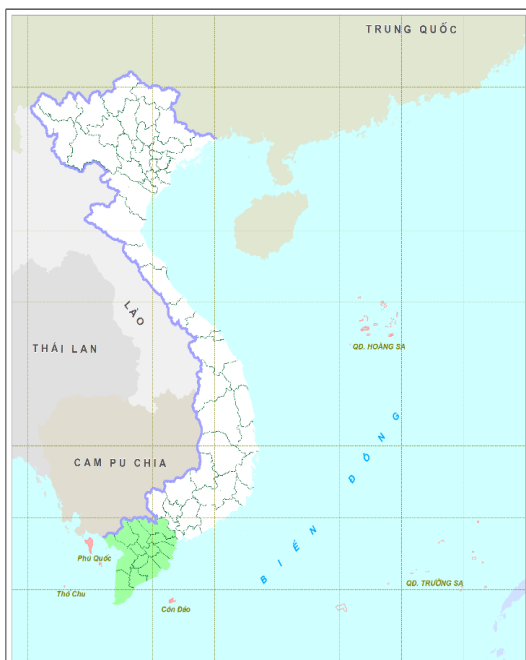 TRUNG QUỐC
LÀO
QĐ. HOÀNG SA
THÁI LAN
BIỂN ĐÔNG
CAM PU CHIA
Phú Quốc
QĐ. TRƯỜNG SA
Thổ Chu
Côn Đảo